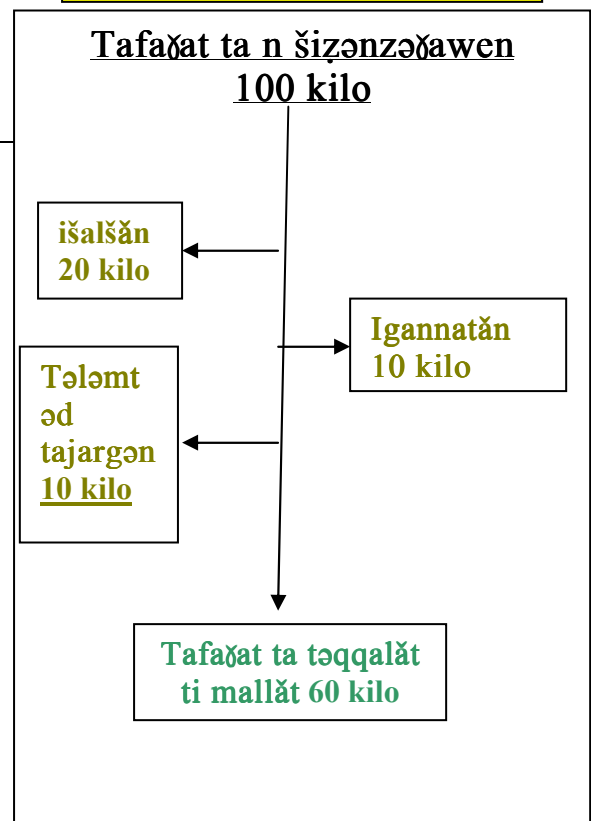 Tafaɣat ta n šiẓənzəɣawen
100 kilo
išalšăn
20 kilo
Igannatăn
10 kilo
Tələmt
əd
tajargən
10 kilo
Tafaɣat ta təqqalăt
ti mallăt 60 kilo